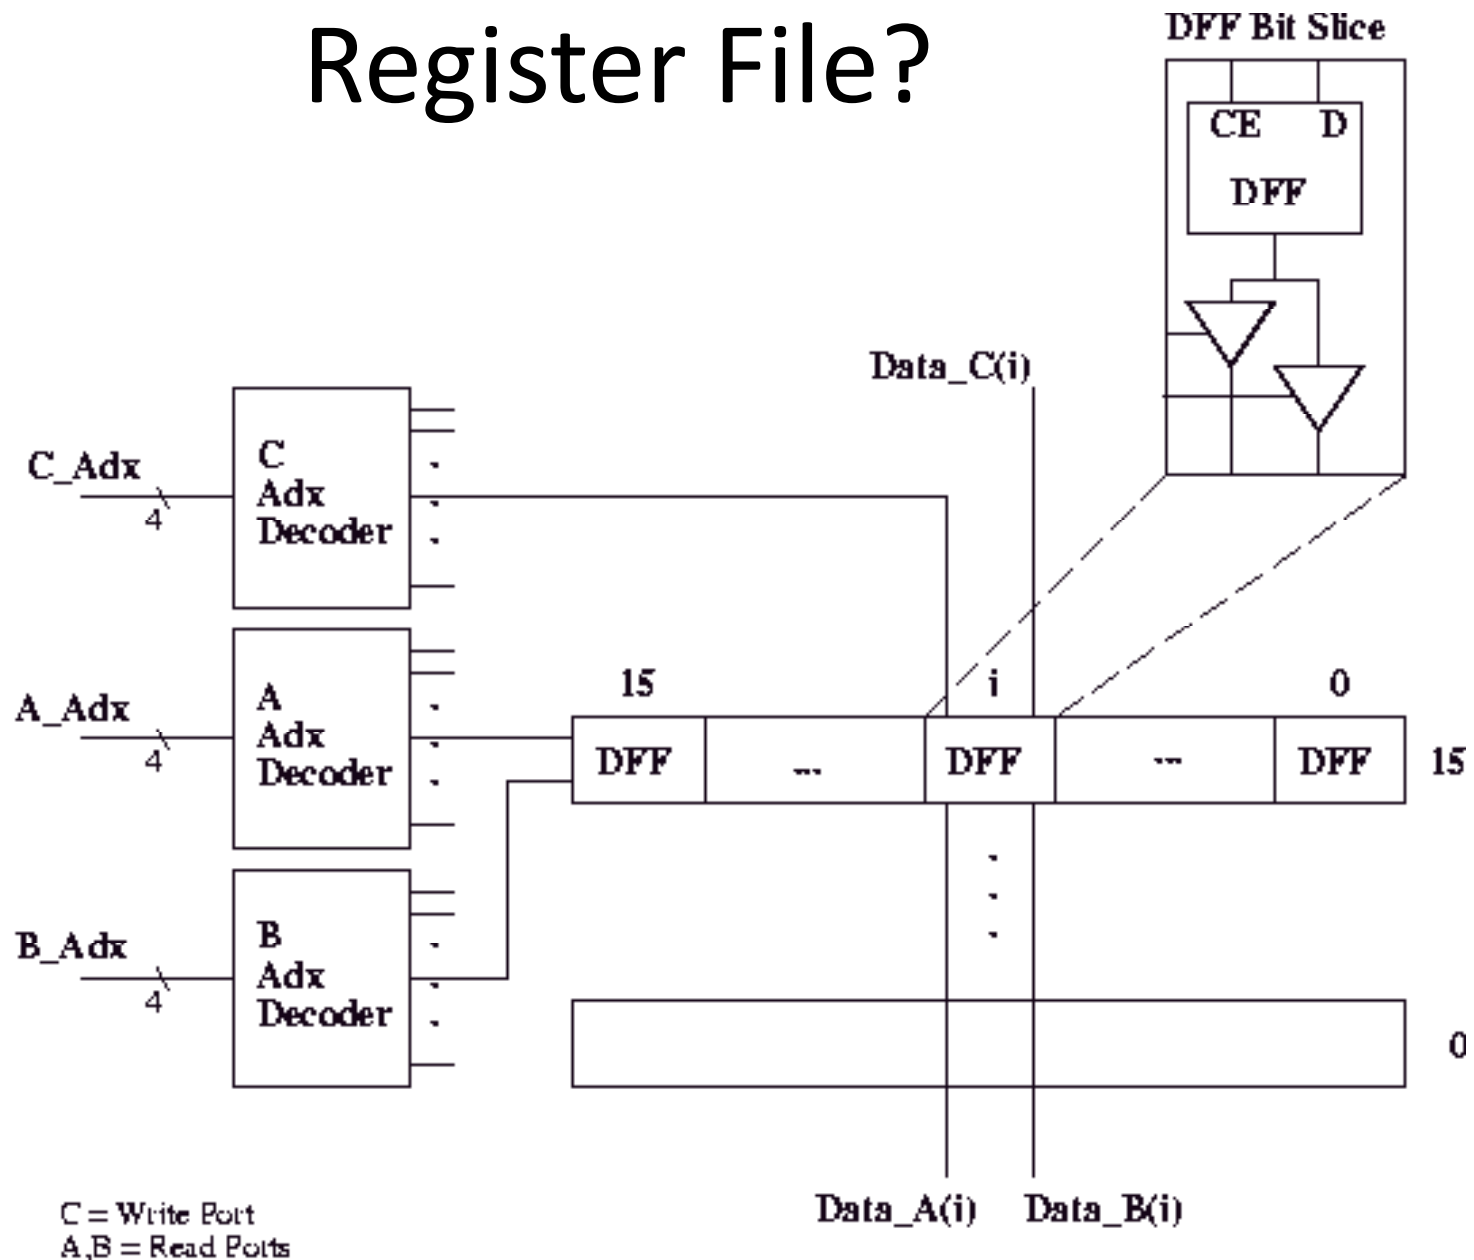 Register File?
DFF Bit Slice
CE D
DFF
Data_C(i)
C_Adx
4
C
Adx
Decoder
A_Adx
4
A
Adx
Decoder
15 i 0
DFF ... DFF ... DFF 15
B_Adx
4
B
Adx
Decoder
0
Data_A(i) Data_B(i)
C = Write Port
A,B = Read Ports